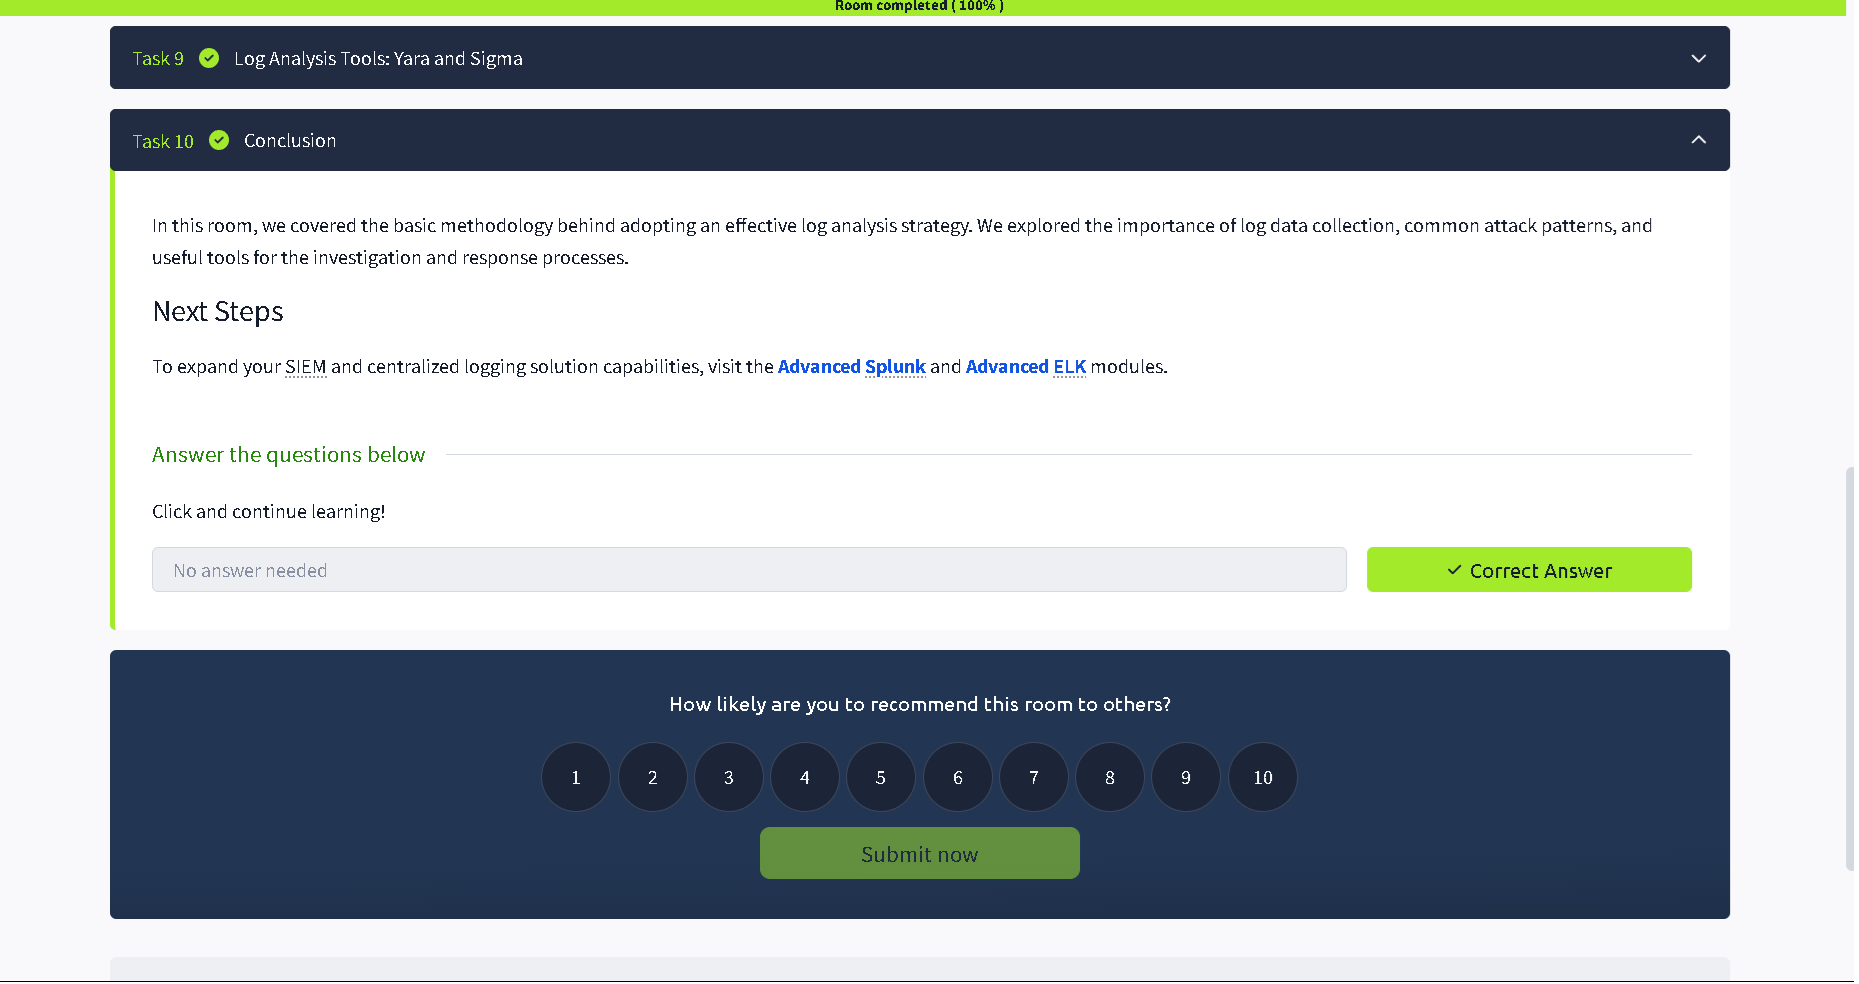 Room completed ( 100% )
Task 9 Log Analysis Tools: Yara and Sigma
Task 10 Conclusion
In this room, we covered the basic methodology behind adopting an effective log analysis strategy. We explored the importance of log data collection, common attack patterns, and
useful tools for the investigation and response processes.
Next Steps
To expand your SIEM and centralized logging solution capabilities, visit the Advanced Splunk and Advanced ELK modules.
Answer the questions below
Click and continue learning!
No answer needed
Correct Answer
How likely are you to recommend this room to others?
1 2 3 4 5 6 7 8 9 10
Submit now